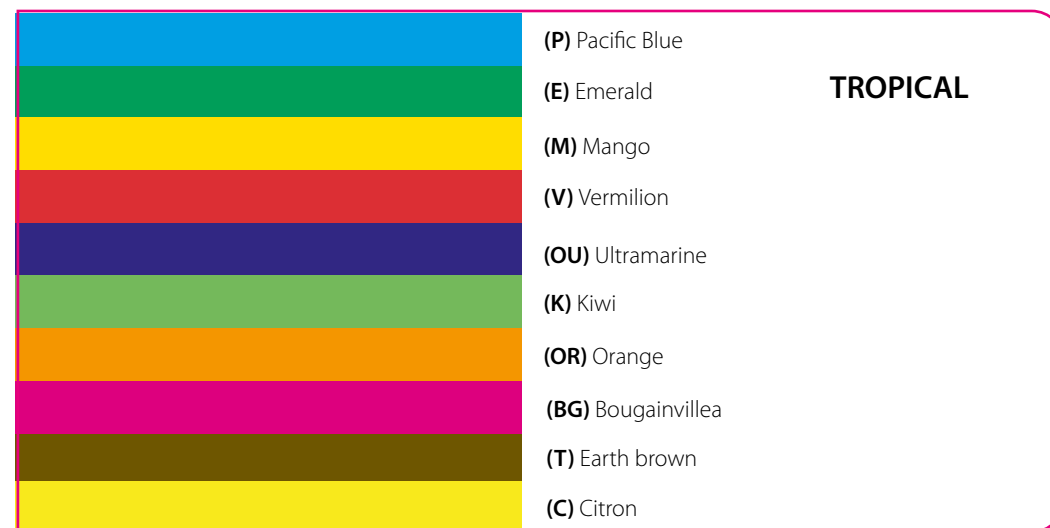 (P) Pacific Blue
TROPICAL
(E) Emerald
(M) Mango
(V) Vermilion
(OU) Ultramarine
(K) Kiwi
(OR) Orange
(BG) Bougainvillea
(T) Earth brown
(C) Citron